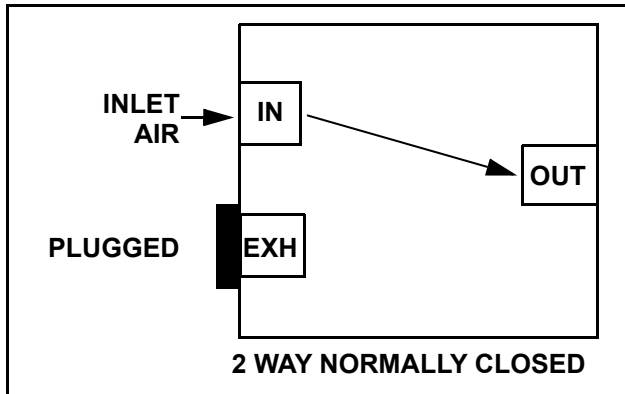 INLET
AIR
IN
OUT
PLUGGED
EXH
2 WAY NORMALLY CLOSED